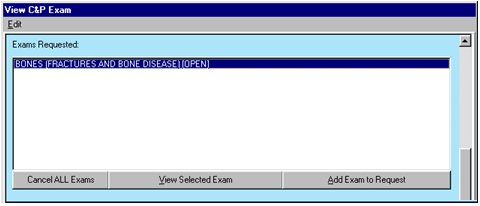 View C&P Exam
Edit
Exams Requested:
BONES (FRACTURES AND BONE DISEASE) [OPEN]
Cancel ALL Exams View Selected Exam Add Exam to Request